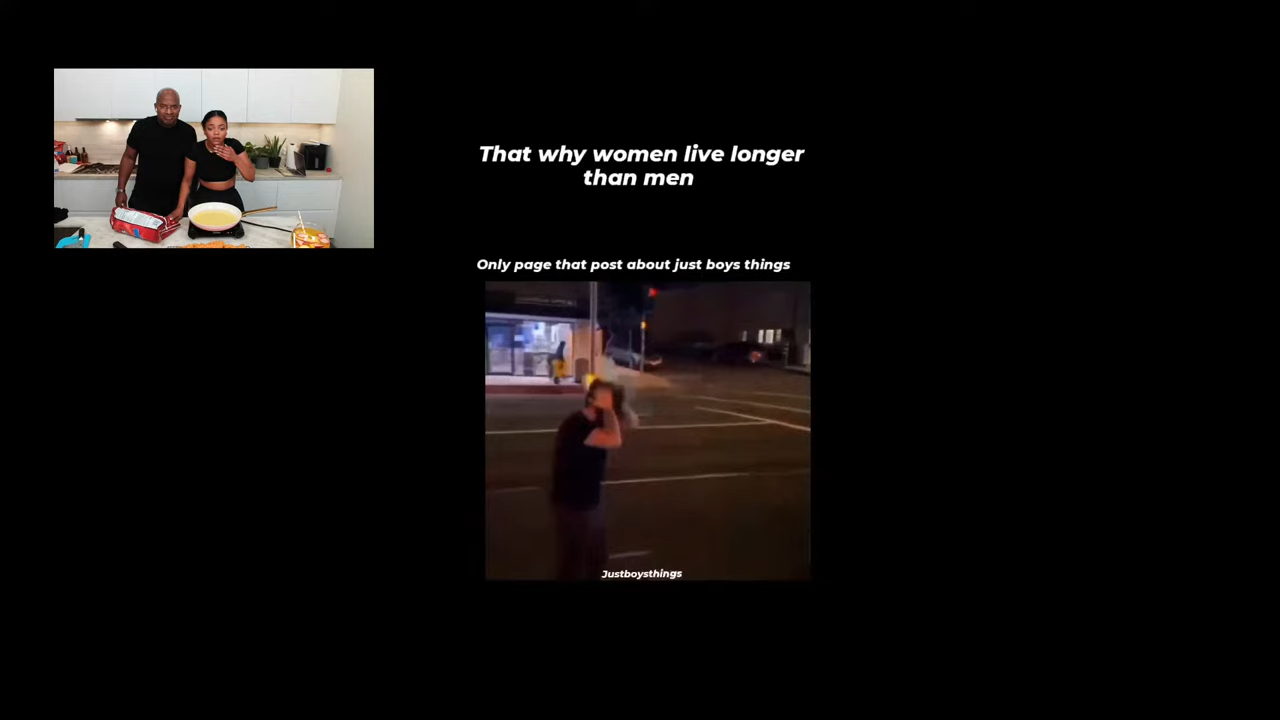 That why women live longer
than men
Only page that post about just boys things
Justboysthings